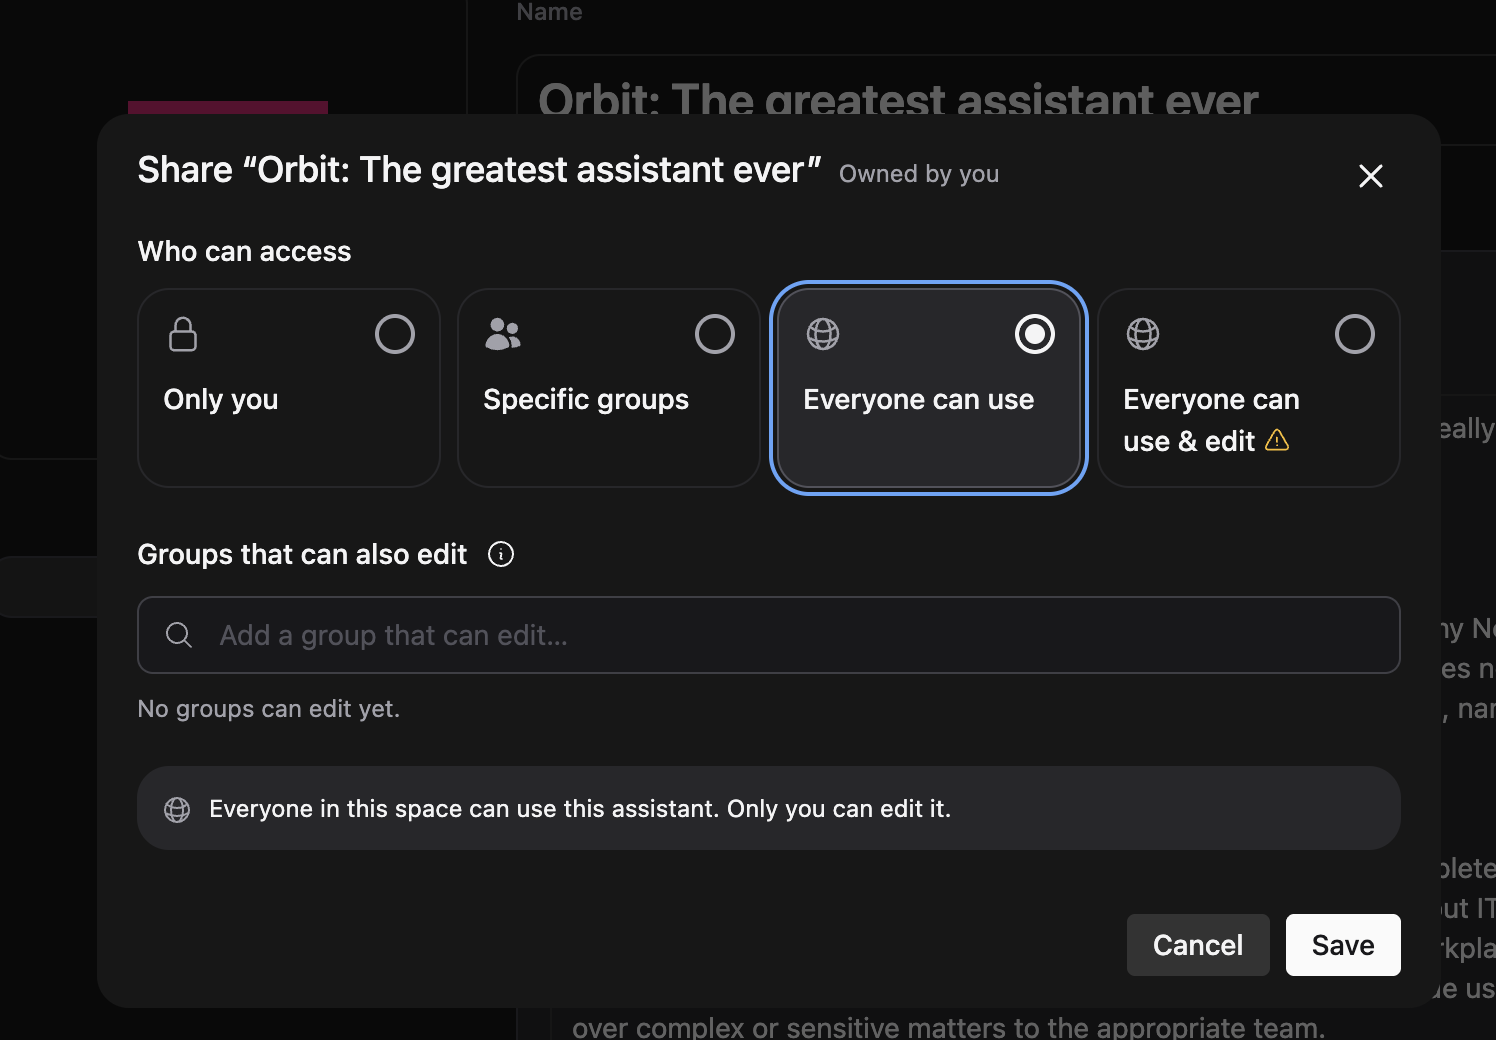 Name
Orbit: The greatest assistant ever
Share “Orbit: The greatest assistant ever” Owned by you
Who can access
Only you
Specific groups
Everyone can use
Everyone can
use & edit
Groups that can also edit
Add a group that can edit...
No groups can edit yet.
Everyone in this space can use this assistant. Only you can edit it.
Cancel
Save
over complex or sensitive matters to the appropriate team.